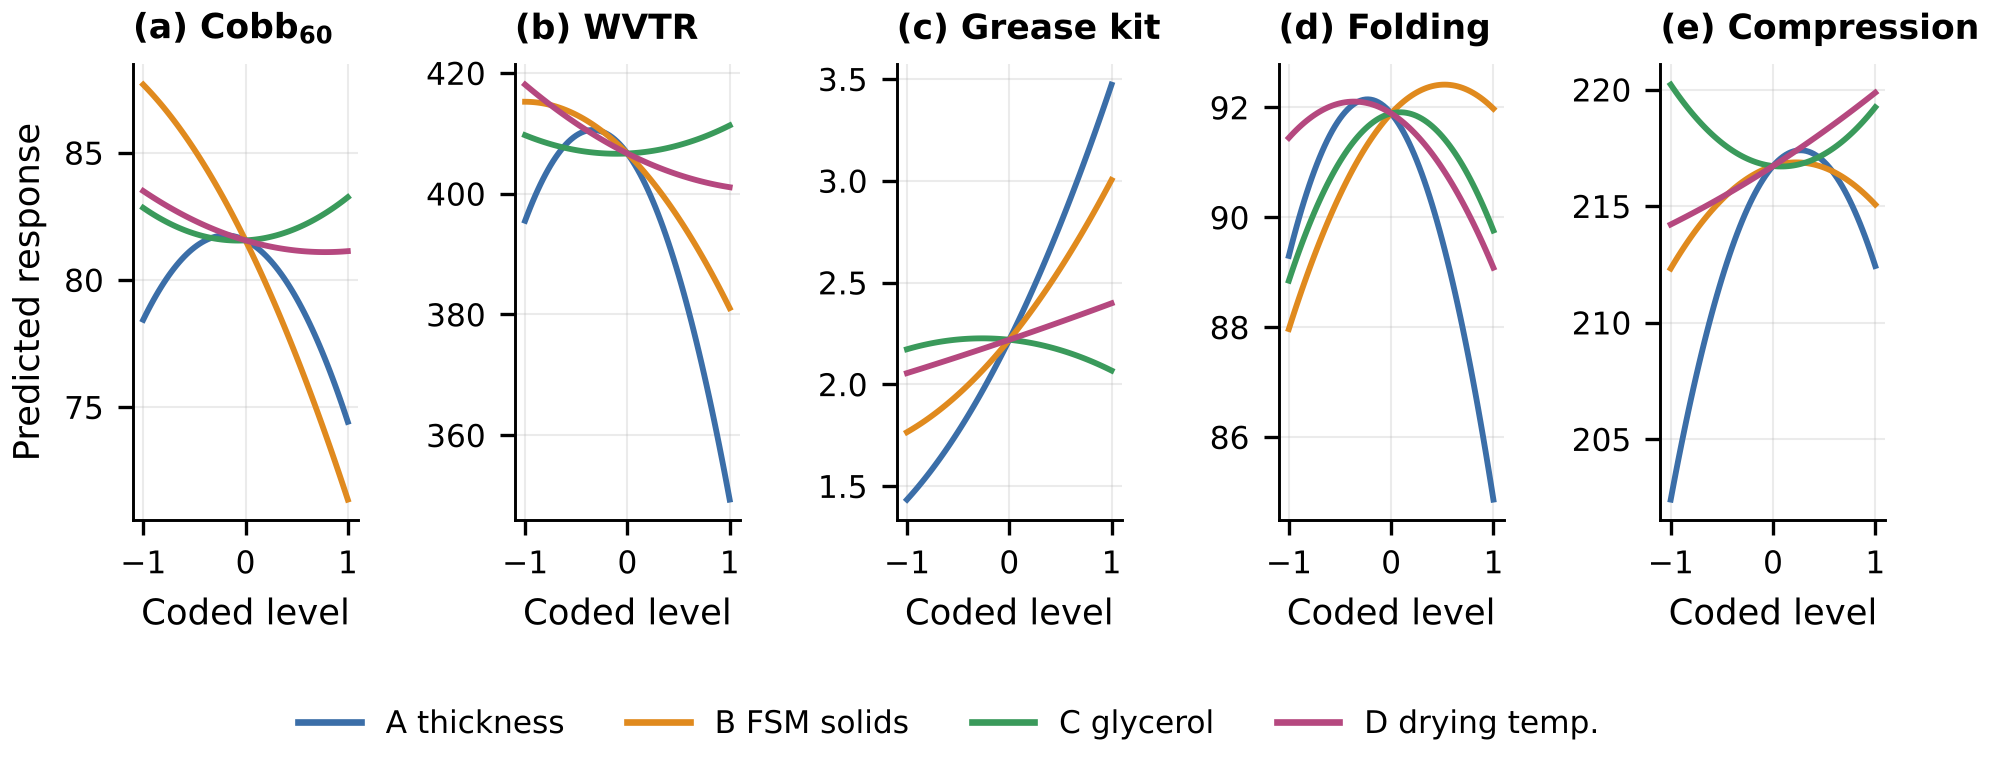 (a) Cobb60
(b) WVTR
(c) Grease kit
(d) Folding
(e) Compression
Predicted response
85
80
75
−1 0 1
Coded level
420
400
380
360
−1 0 1
Coded level
3.5
3.0
2.5
2.0
1.5
−1 0 1
Coded level
92
90
88
86
−1 0 1
Coded level
220
215
210
205
−1 0 1
Coded level
A thickness
B FSM solids
C glycerol
D drying temp.